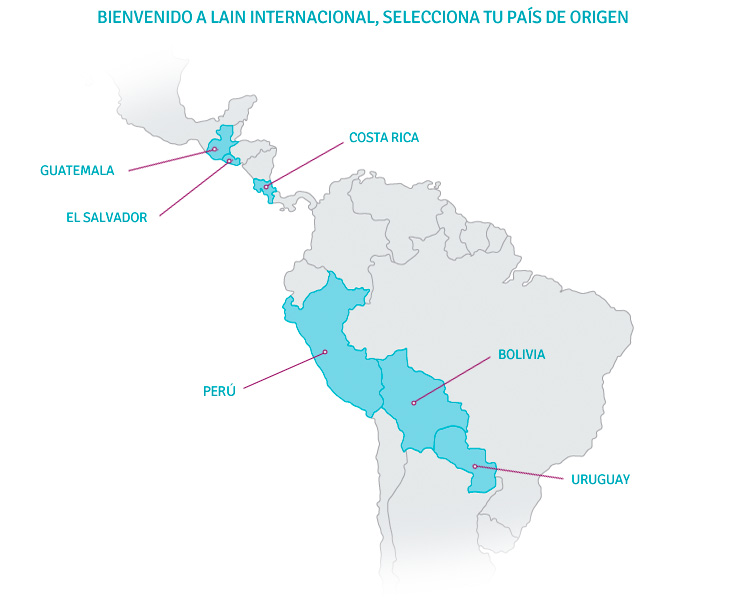 BIENVENIDO A LAIN INTERNACIONAL, SELECCIONA TU PAÍS DE ORIGEN
COSTA RICA
GUATEMALA
EL SALVADOR
BOLIVIA
PERÚ
URUGUAY